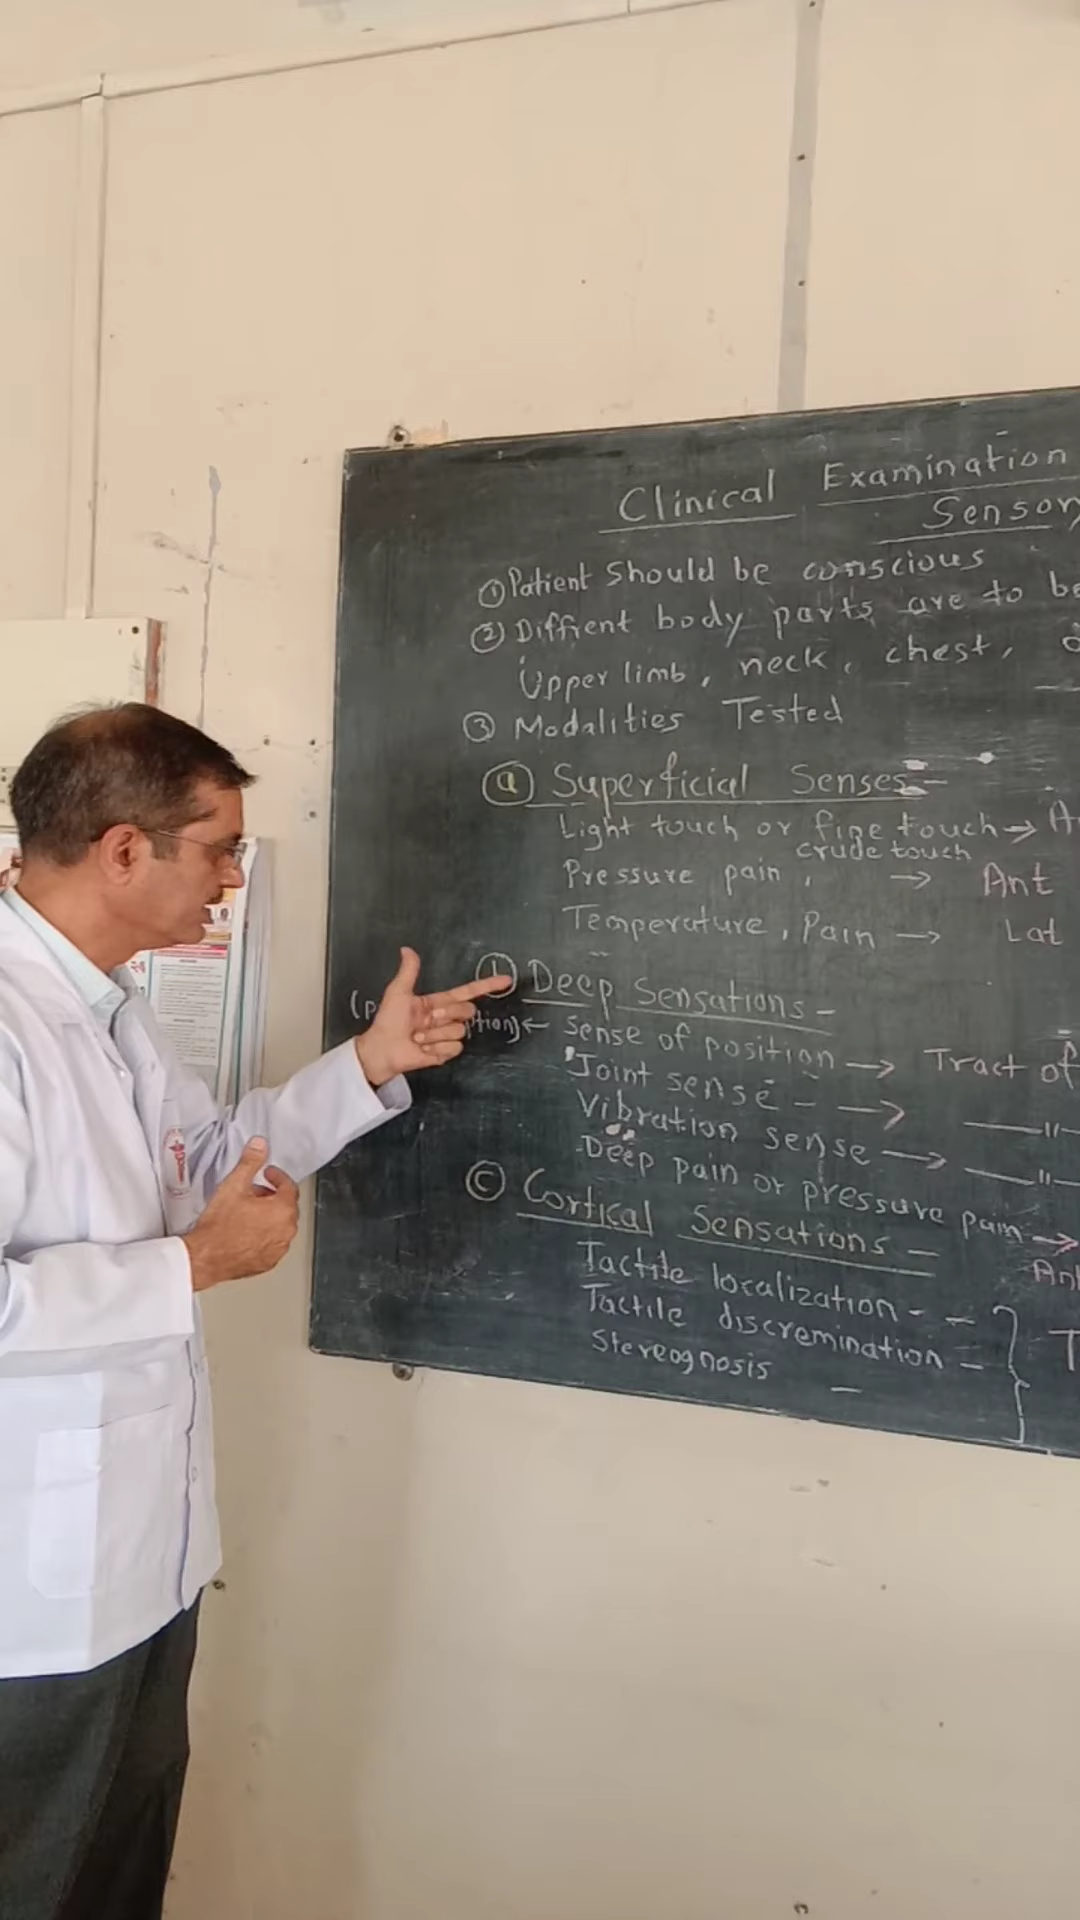 Clinical Examination
Sensory
① Patient Should be conscious
② Diffrent body parts are to be
Upper limb, neck, chest,
③ Modalities Tested
ⓐ Superficial Senses -
Light touch or fine touch →
crude touch
Pressure pain, → Ant
Temperature, Pain → Lat
ⓑ Deep Sensations -
← Sense of position → Tract of
Joint sense - → —〃—
Vibration sense → —〃—
Deep pain or pressure pain →
Ant
ⓒ Cortical Sensations -
Tactile localization - -
Tactile discremination -
Stereognosis -